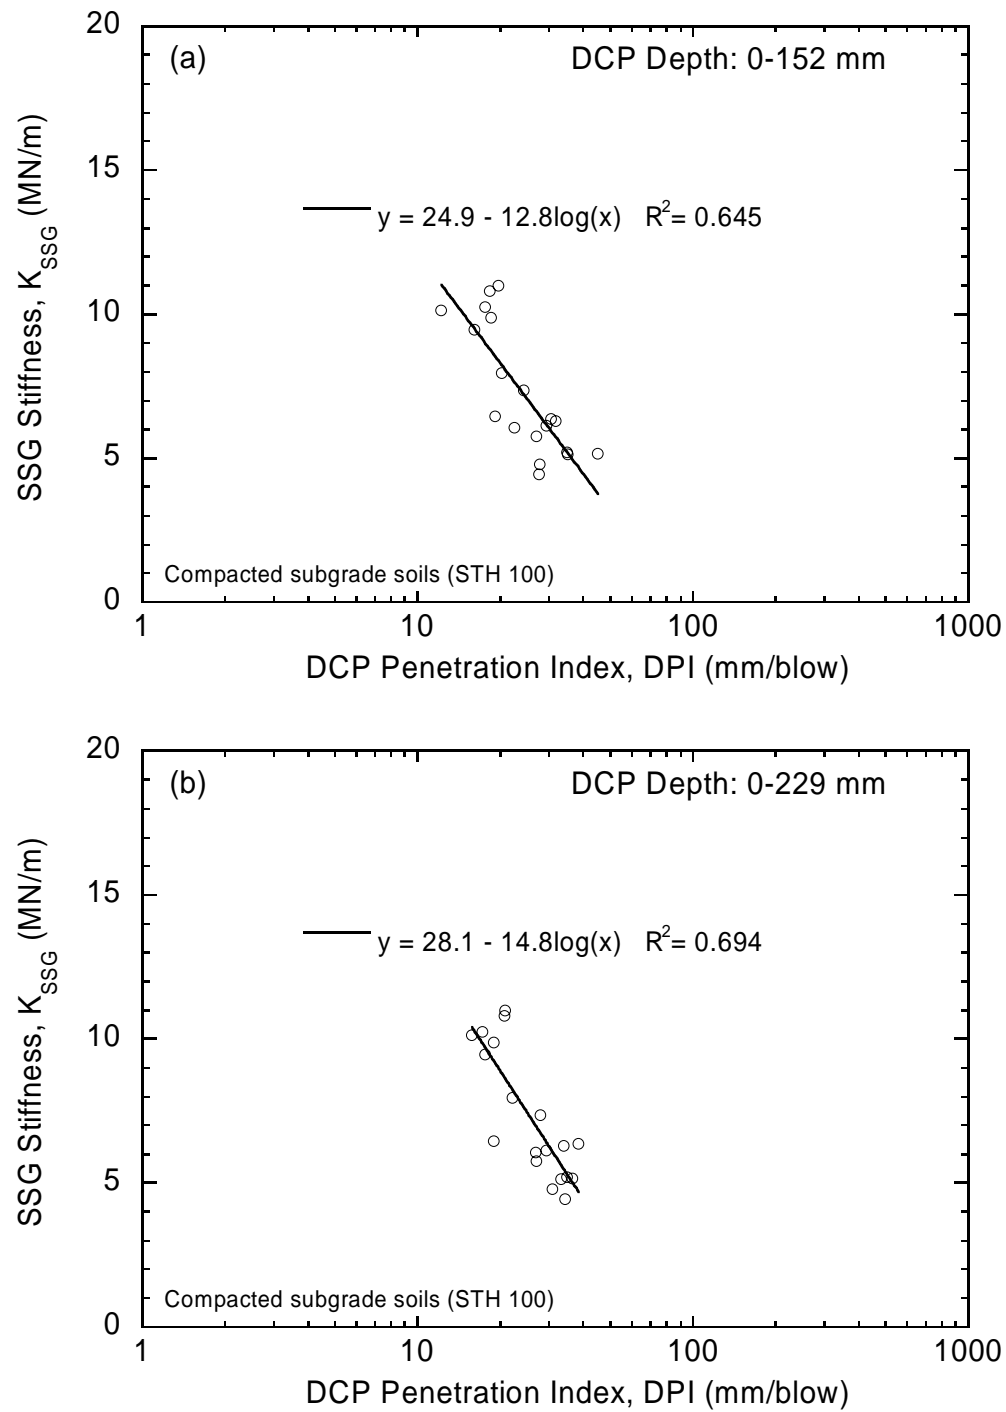 (a) DCP Depth: 0-152 mm
20
15
10
5
0
SSG Stiffness, K_SSG (MN/m)
y = 24.9 - 12.8log(x) R²= 0.645
Compacted subgrade soils (STH 100)
1 10 100 1000
DCP Penetration Index, DPI (mm/blow)
(b) DCP Depth: 0-229 mm
20
15
10
5
0
SSG Stiffness, K_SSG (MN/m)
y = 28.1 - 14.8log(x) R²= 0.694
Compacted subgrade soils (STH 100)
1 10 100 1000
DCP Penetration Index, DPI (mm/blow)